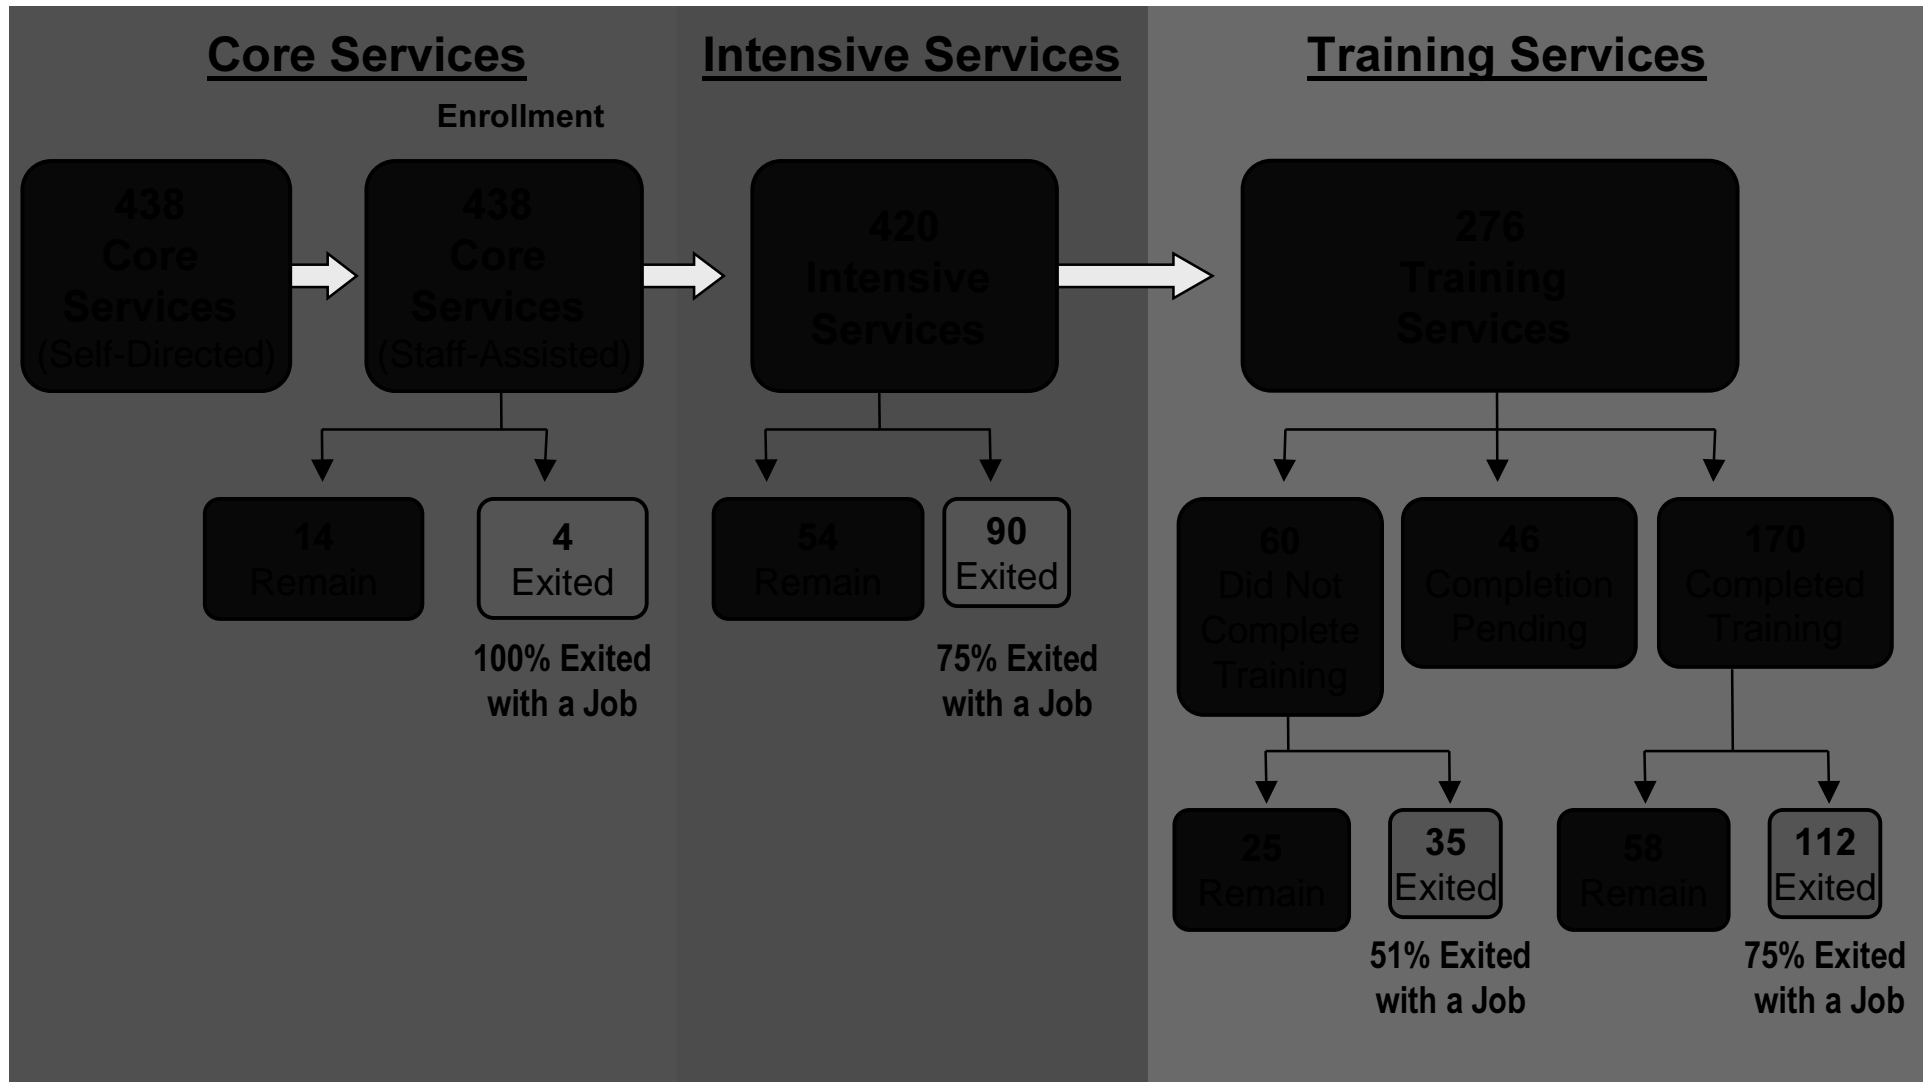 Core Services
Intensive Services
Training Services
Enrollment
438
Core
Services
(Self-Directed)
438
Core
Services
(Staff-Assisted)
420
Intensive
Services
276
Training
Services
14
Remain
4
Exited
100% Exited
with a Job
54
Remain
90
Exited
75% Exited
with a Job
60
Did Not
Complete
Training
46
Completion
Pending
170
Completed
Training
25
Remain
35
Exited
51% Exited
with a Job
58
Remain
112
Exited
75% Exited
with a Job